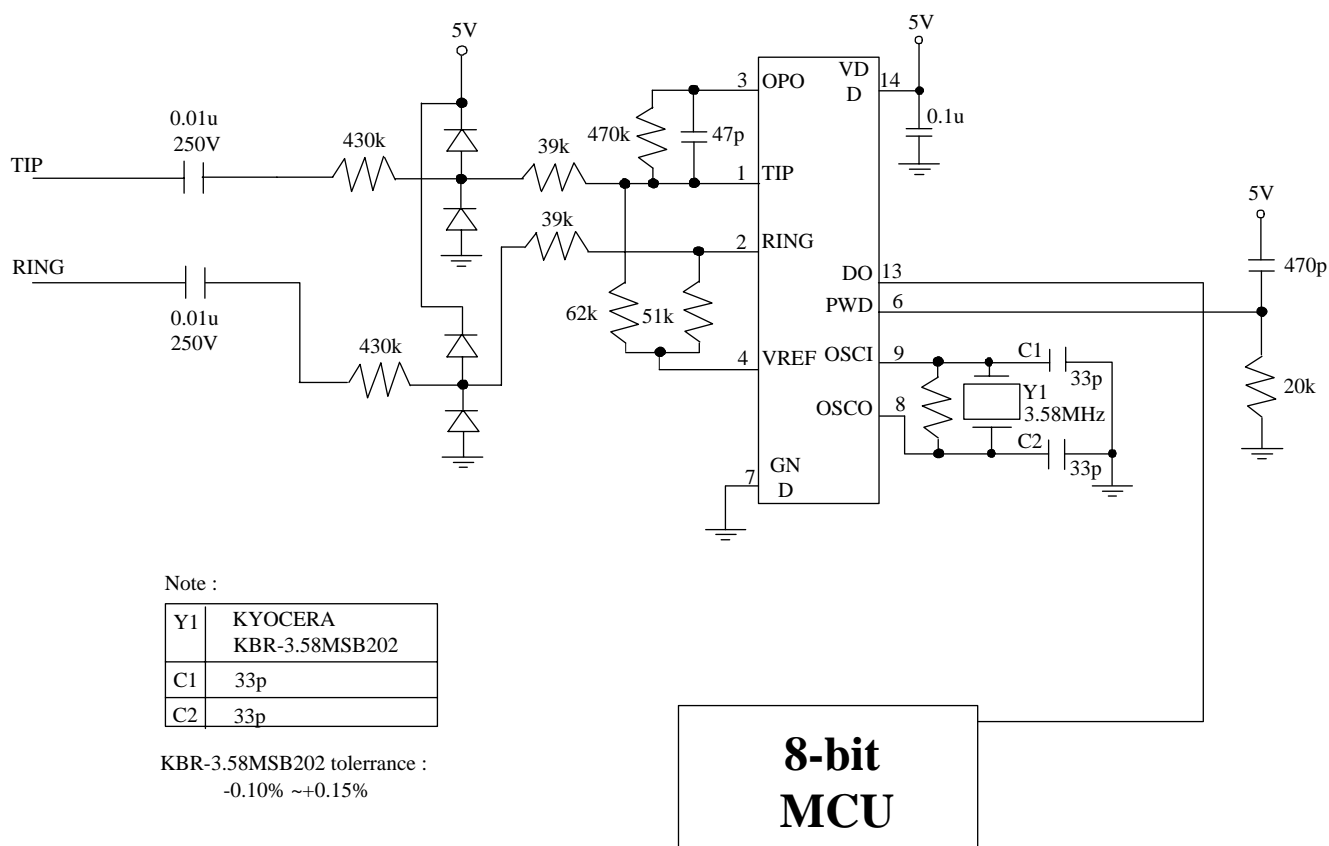 5V
5V
0.01u
250V
430k
39k
470k
47p
3
OPO
VD
D
14
0.1u
TIP
1
TIP
5V
39k
2
RING
RING
0.01u
250V
430k
62k
51k
DO
13
470p
PWD
6
4
VREF
OSCI
9
C1
33p
Y1
3.58MHz
20k
OSCO
8
C2
33p
7
GN
D
Note :
Y1
KYOCERA
KBR-3.58MSB202
C1
33p
C2
33p
KBR-3.58MSB202 tolerrance :
-0.10% ~+0.15%
8-bit
MCU